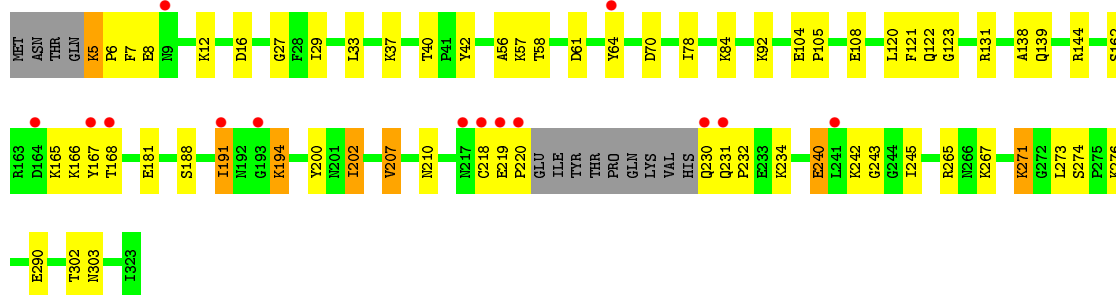 MET ASN THR GLN K5 P6 F7 E8 N9 K12 D16 G27 F28 I29 L33 K37 T40 P41 Y42 A56 K57 T58 D61 Y64 D70 I78 K84 K92 E104 P105 E108 L120 F121 Q122 G123 R131 A138 Q139 R144 S162
R163 D164 K165 K166 Y167 T168 E181 S188 I191 N192 G193 K194 Y200 N201 I202 V207 N210 N217 C218 E219 P220 GLU ILE TYR THR PRO GLN LYS VAL HIS Q230 Q231 P232 E233 K234 E240 L241 K242 G243 G244 I245 R265 N266 K267 K271 G272 L273 S274 P275 K276
E290 T302 N303 I323